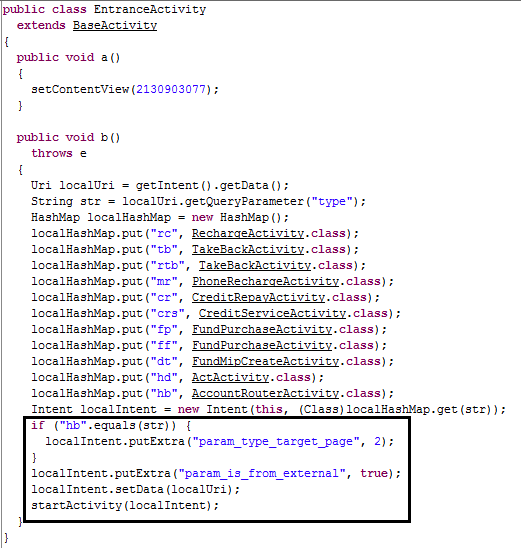 public class EntranceActivity
  extends BaseActivity
{
  public void a()
  {
    setContentView(2130903077);
  }

  public void b()
    throws e
  {
    Uri localUri = getIntent().getData();
    String str = localUri.getQueryParameter("type");
    HashMap localHashMap = new HashMap();
    localHashMap.put("rc", RechargeActivity.class);
    localHashMap.put("tb", TakeBackActivity.class);
    localHashMap.put("rtb", TakeBackActivity.class);
    localHashMap.put("mr", PhoneRechargeActivity.class);
    localHashMap.put("cr", CreditRepayActivity.class);
    localHashMap.put("crs", CreditServiceActivity.class);
    localHashMap.put("fp", FundPurchaseActivity.class);
    localHashMap.put("ff", FundPurchaseActivity.class);
    localHashMap.put("dt", FundMipCreateActivity.class);
    localHashMap.put("hd", ActActivity.class);
    localHashMap.put("hb", AccountRouterActivity.class);
    Intent localIntent = new Intent(this, (Class)localHashMap.get(str));
    if ("hb".equals(str)) {
      localIntent.putExtra("param_type_target_page", 2);
    }
    localIntent.putExtra("param_is_from_external", true);
    localIntent.setData(localUri);
    startActivity(localIntent);
  }
}